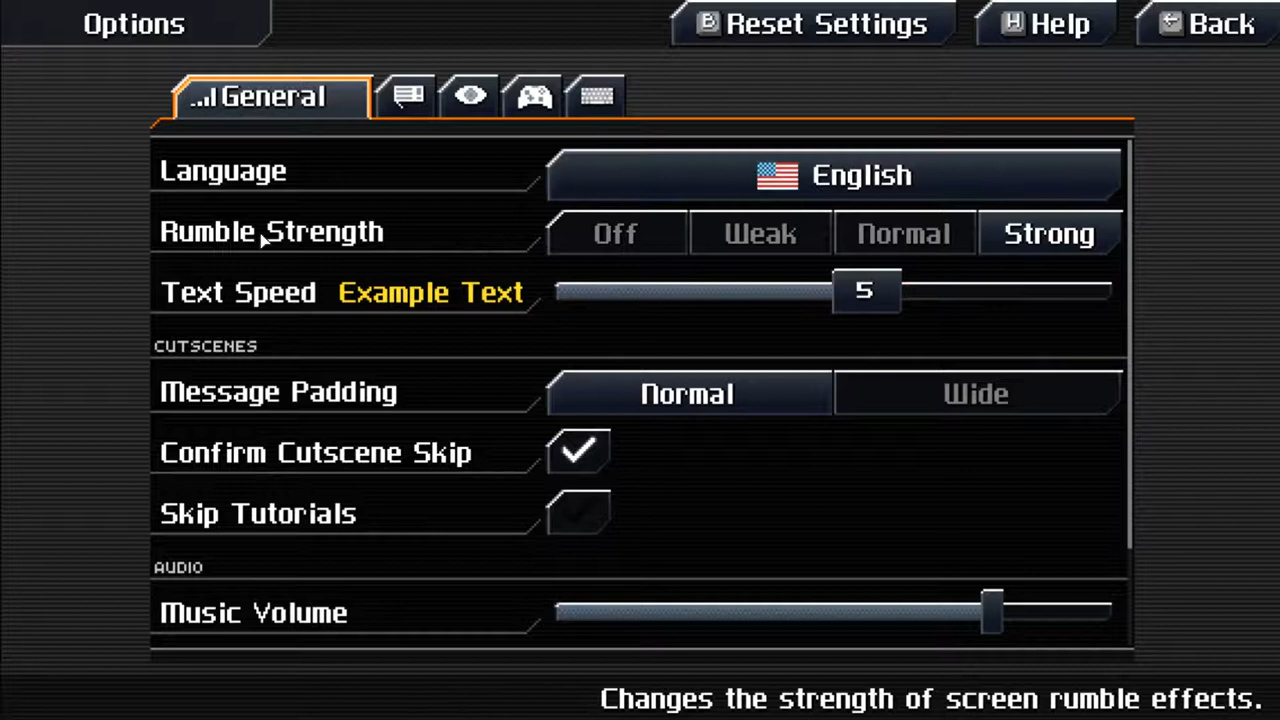 Options
B Reset Settings
H Help
Back
General
Language
English
Rumble Strength
Off Weak Normal Strong
Text Speed Example Text
5
CUTSCENES
Message Padding
Normal Wide
Confirm Cutscene Skip
Skip Tutorials
AUDIO
Music Volume
Changes the strength of screen rumble effects.